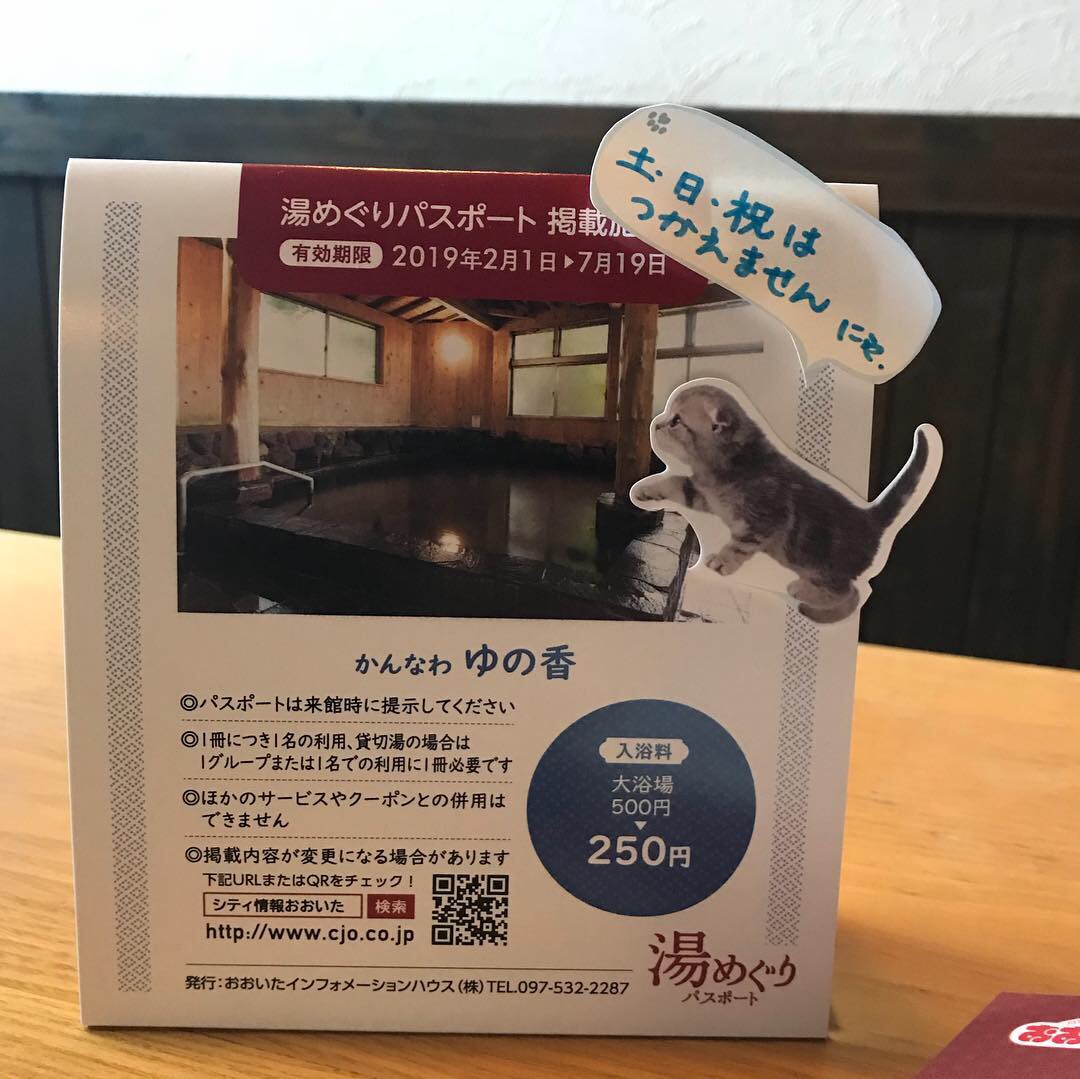 土・日・祝は
つかえません にゃ.
湯めぐりパスポート 掲載施
有効期限 2019年2月1日▶7月19日
かんなわ ゆの香
◎パスポートは来館時に提示してください
◎1冊につき1名の利用、貸切湯の場合は
1グループまたは1名での利用に1冊必要です
◎ほかのサービスやクーポンとの併用は
できません
◎掲載内容が変更になる場合があります
下記URLまたはQRをチェック！
シティ情報おおいた 検索
http://www.cjo.co.jp
入浴料
大浴場
500円
▼
250円
湯めぐり
パスポート
発行：おおいたインフォメーションハウス（株）TEL.097-532-2287
おお